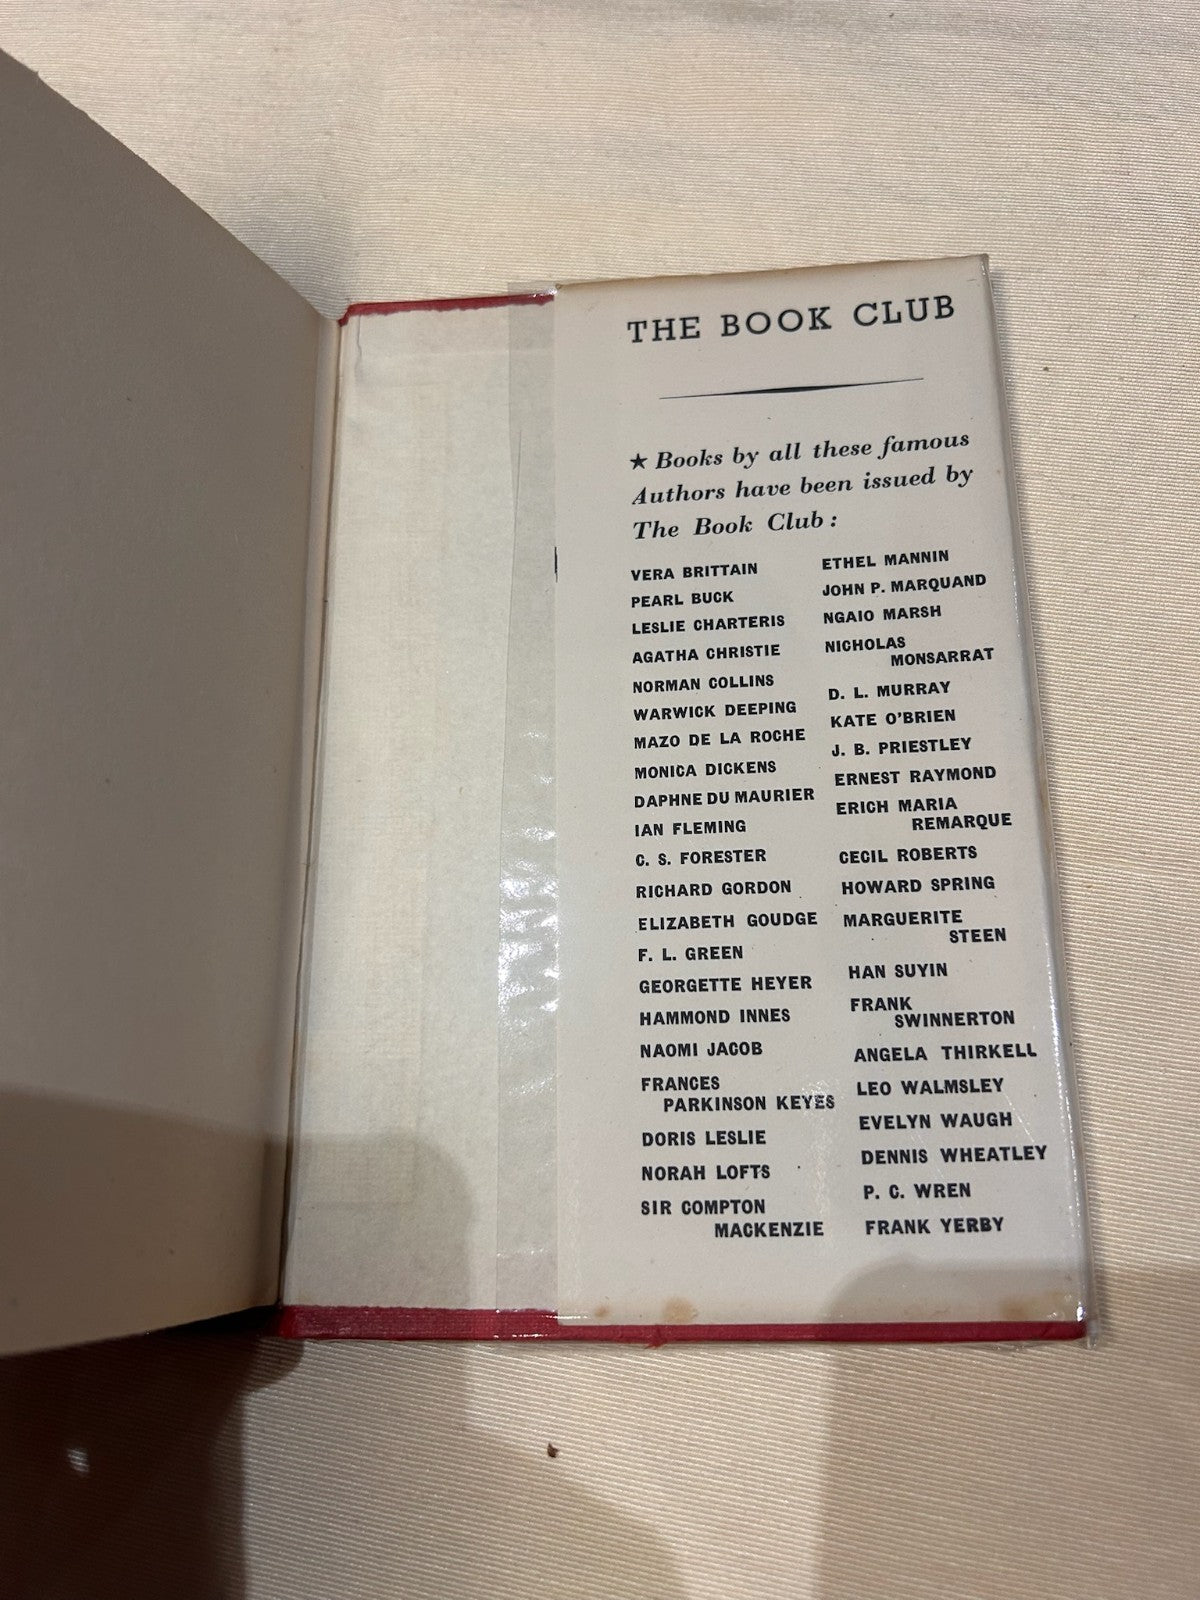 THE BOOK CLUB
★ Books by all these famous
Authors have been issued by
The Book Club :
VERA BRITTAIN
PEARL BUCK
LESLIE CHARTERIS
AGATHA CHRISTIE
NORMAN COLLINS
WARWICK DEEPING
MAZO DE LA ROCHE
MONICA DICKENS
DAPHNE DU MAURIER
IAN FLEMING
C. S. FORESTER
RICHARD GORDON
ELIZABETH GOUDGE
F. L. GREEN
GEORGETTE HEYER
HAMMOND INNES
NAOMI JACOB
FRANCES
PARKINSON KEYES
DORIS LESLIE
NORAH LOFTS
SIR COMPTON
MACKENZIE
ETHEL MANNIN
JOHN P. MARQUAND
NGAIO MARSH
NICHOLAS
MONSARRAT
D. L. MURRAY
KATE O'BRIEN
J. B. PRIESTLEY
ERNEST RAYMOND
ERICH MARIA
REMARQUE
CECIL ROBERTS
HOWARD SPRING
MARGUERITE
STEEN
HAN SUYIN
FRANK
SWINNERTON
ANGELA THIRKELL
LEO WALMSLEY
EVELYN WAUGH
DENNIS WHEATLEY
P. C. WREN
FRANK YERBY